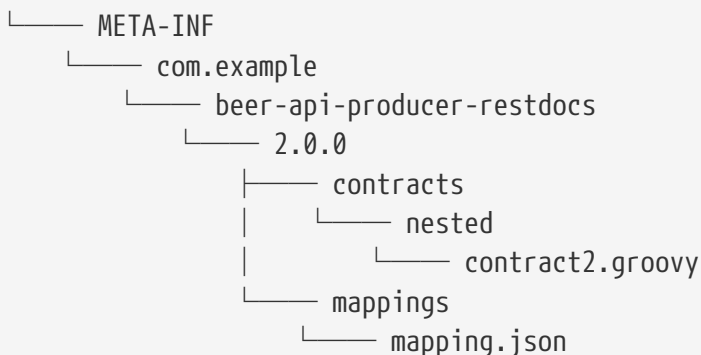 └── META-INF
    └── com.example
        └── beer-api-producer-restdocs
            └── 2.0.0
                ├── contracts
                │   └── nested
                │       └── contract2.groovy
                └── mappings
                    └── mapping.json